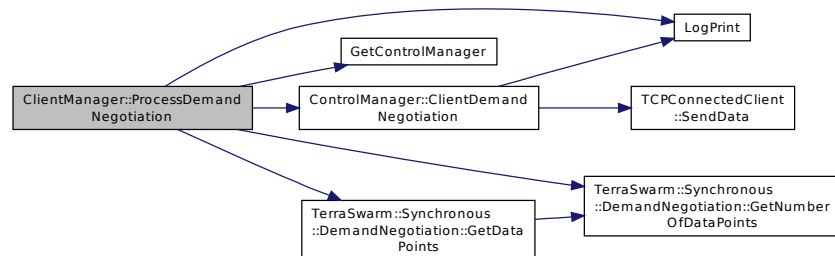 LogPrint
GetControlManager
ClientManager::ProcessDemand
Negotiation
ControlManager::ClientDemand
Negotiation
TCPConnectedClient
::SendData
TerraSwarm::Synchronous
::DemandNegotiation::GetNumber
OfDataPoints
TerraSwarm::Synchronous
::DemandNegotiation::GetData
Points